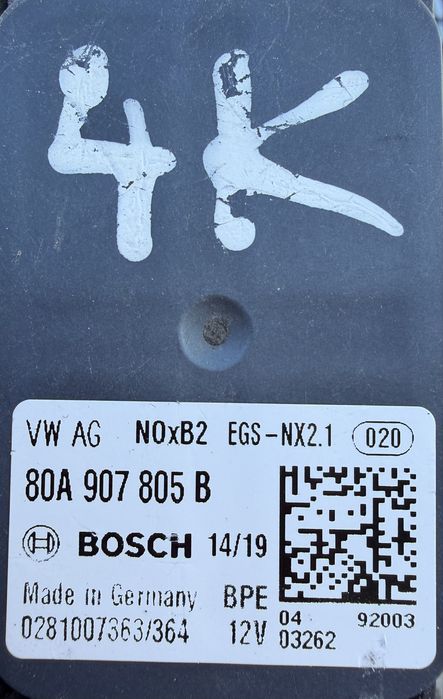 4K
VW AG NOxB2 EGS-NX2.1 020
80A 907 805 B
BOSCH 14/19
Made in Germany BPE
0281007363/364 12V
04 92003
03262